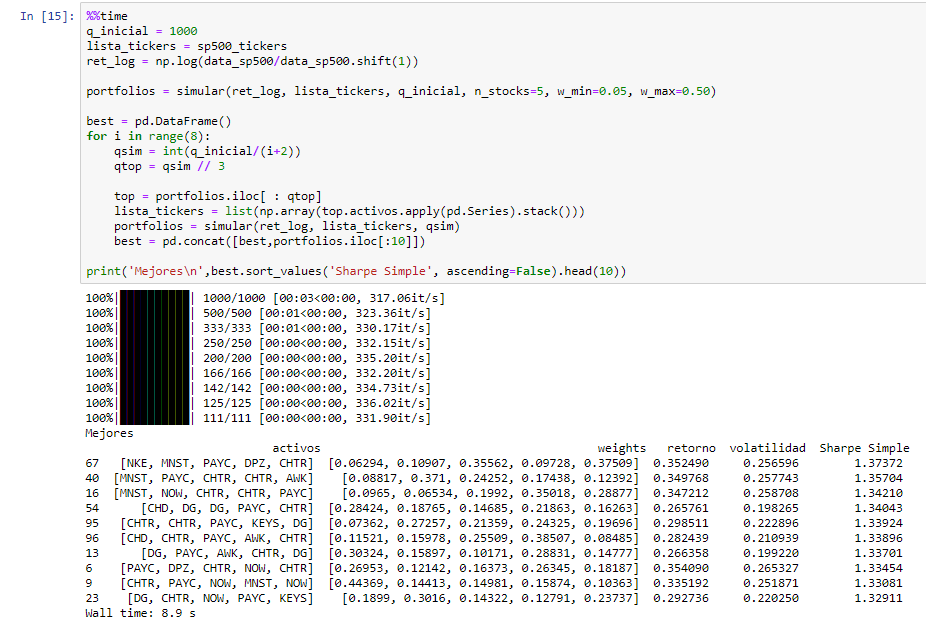 In [15]: %%time
q_inicial = 1000
lista_tickers = sp500_tickers
ret_log = np.log(data_sp500/data_sp500.shift(1))
portfolios = simular(ret_log, lista_tickers, q_inicial, n_stocks=5, w_min=0.05, w_max=0.50)
best = pd.DataFrame()
for i in range(8):
    qsim = int(q_inicial/(i+2))
    qtop = qsim // 3
    top = portfolios.iloc[ : qtop]
    lista_tickers = list(np.array(top.activos.apply(pd.Series).stack()))
    portfolios = simular(ret_log, lista_tickers, qsim)
    best = pd.concat([best,portfolios.iloc[:10]])
print('Mejores\n',best.sort_values('Sharpe Simple', ascending=False).head(10))
100%| | 1000/1000 [00:03<00:00, 317.06it/s]
100%| | 500/500 [00:01<00:00, 323.36it/s]
100%| | 333/333 [00:01<00:00, 330.17it/s]
100%| | 250/250 [00:00<00:00, 332.15it/s]
100%| | 200/200 [00:00<00:00, 335.20it/s]
100%| | 166/166 [00:00<00:00, 332.20it/s]
100%| | 142/142 [00:00<00:00, 334.73it/s]
100%| | 125/125 [00:00<00:00, 336.02it/s]
100%| | 111/111 [00:00<00:00, 331.90it/s]
Mejores
activos weights retorno volatilidad Sharpe Simple
67 [NKE, MNST, PAYC, DPZ, CHTR] [0.06294, 0.10907, 0.35562, 0.09728, 0.37509] 0.352490 0.256596 1.37372
40 [MNST, PAYC, CHTR, CHTR, AWK] [0.08817, 0.371, 0.24252, 0.17438, 0.12392] 0.349768 0.257743 1.35704
16 [MNST, NOW, CHTR, CHTR, PAYC] [0.0965, 0.06534, 0.1992, 0.35018, 0.28877] 0.347212 0.258708 1.34210
54 [CHD, DG, DG, PAYC, CHTR] [0.28424, 0.18765, 0.14685, 0.21863, 0.16263] 0.265761 0.198265 1.34043
95 [CHTR, CHTR, PAYC, KEYS, DG] [0.07362, 0.27257, 0.21359, 0.24325, 0.19696] 0.298511 0.222896 1.33924
96 [CHD, CHTR, PAYC, AWK, CHTR] [0.11521, 0.15978, 0.25509, 0.38507, 0.08485] 0.282439 0.210939 1.33896
13 [DG, PAYC, AWK, CHTR, DG] [0.30324, 0.15897, 0.10171, 0.28831, 0.14777] 0.266358 0.199220 1.33701
6 [PAYC, DPZ, CHTR, NOW, CHTR] [0.26953, 0.12142, 0.16373, 0.26345, 0.18187] 0.354090 0.265327 1.33454
9 [CHTR, PAYC, NOW, MNST, NOW] [0.44369, 0.14413, 0.14981, 0.15874, 0.10363] 0.335192 0.251871 1.33081
23 [DG, CHTR, NOW, PAYC, KEYS] [0.1899, 0.3016, 0.14322, 0.12791, 0.23737] 0.292736 0.220250 1.32911
Wall time: 8.9 s